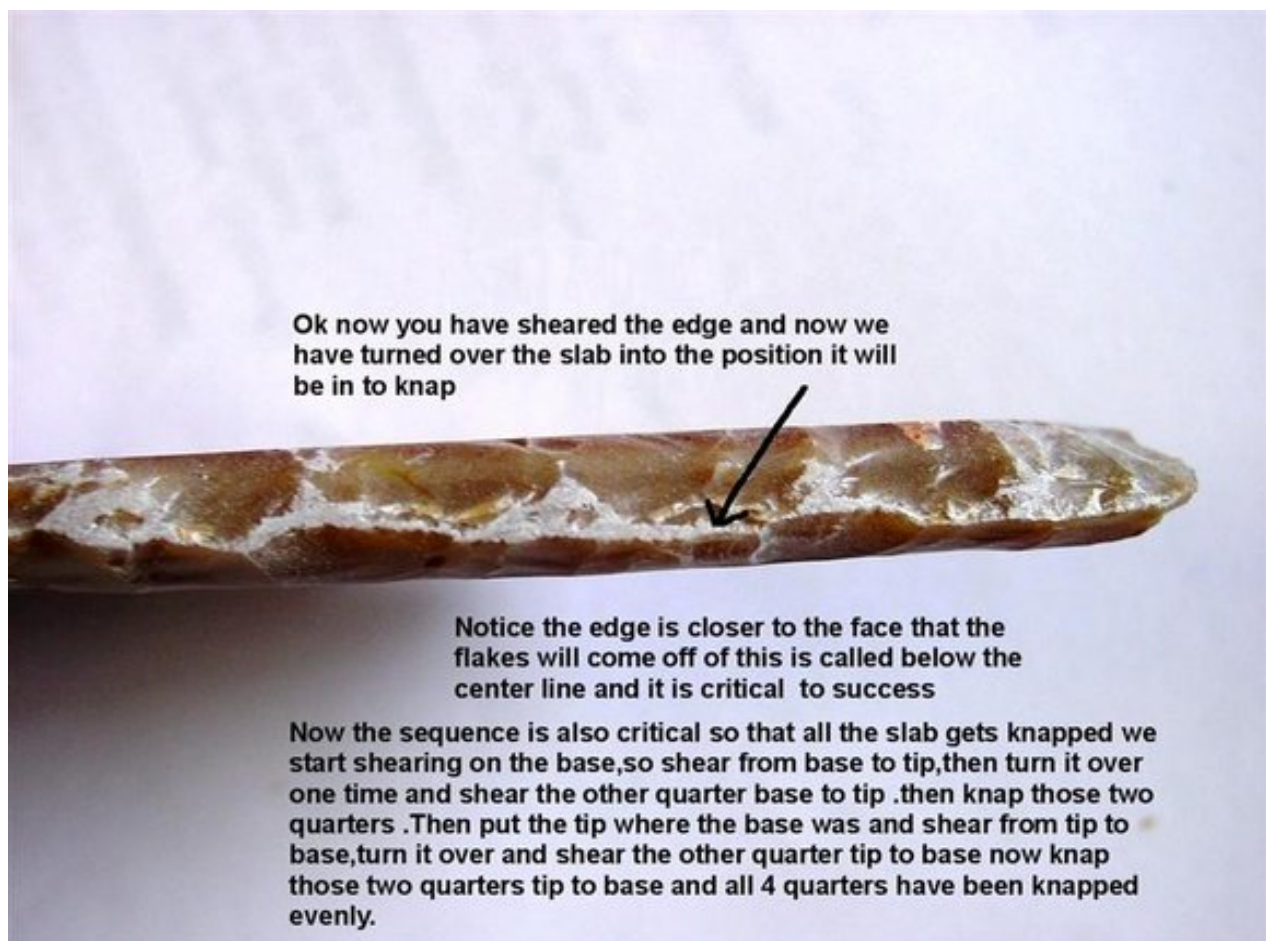 Ok now you have sheared the edge and now we
have turned over the slab into the position it will
be in to knap
Notice the edge is closer to the face that the
flakes will come off of this is called below the
center line and it is critical  to success
Now the sequence is also critical so that all the slab gets knapped we
start shearing on the base,so shear from base to tip,then turn it over
one time and shear the other quarter base to tip .then knap those two
quarters .Then put the tip where the base was and shear from tip to
base,turn it over and shear the other quarter tip to base now knap
those two quarters tip to base and all 4 quarters have been knapped
evenly.